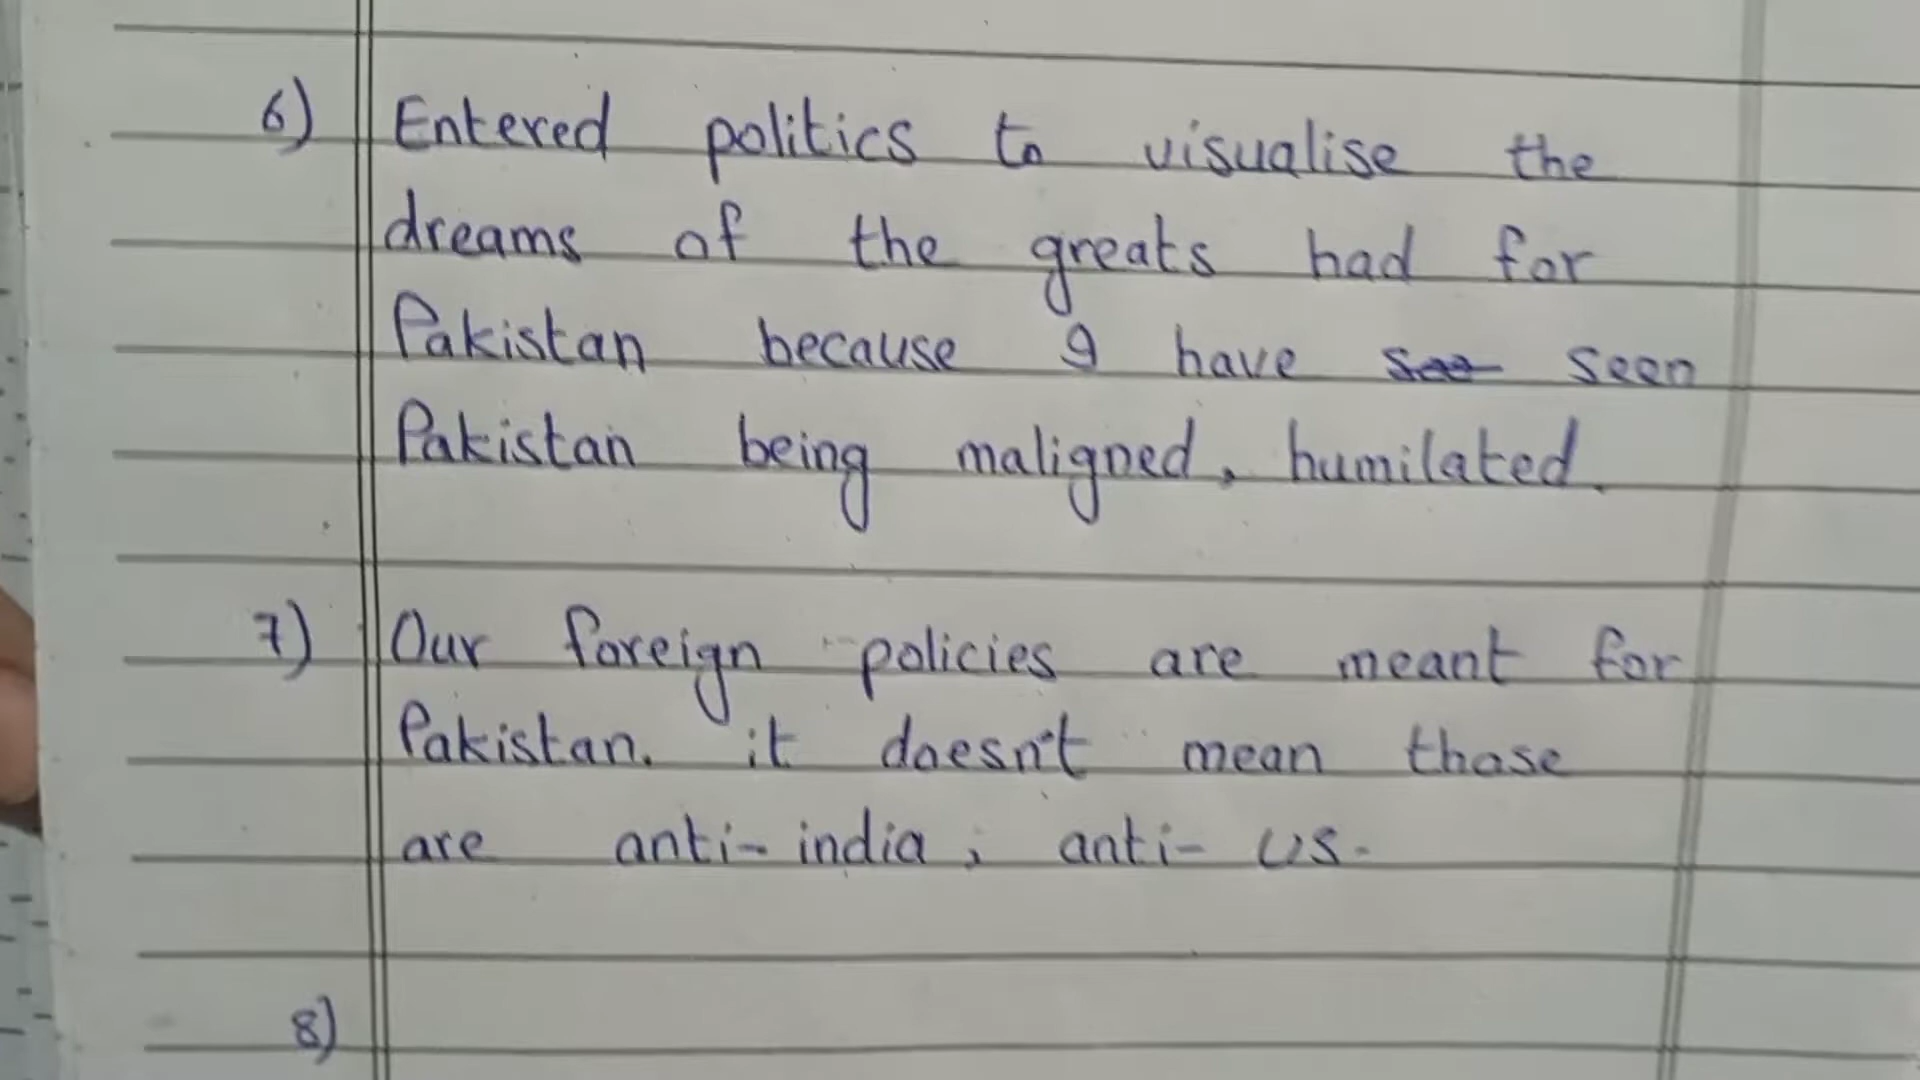 6) Entered politics to visualise the
dreams of the greats had for
Pakistan because I have see seen
Pakistan being maligned, humilated.
7) Our foreign policies are meant for
Pakistan. it doesn't mean those
are anti-india, anti-US.
8)